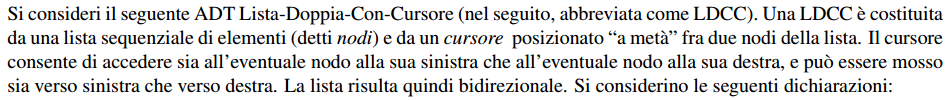 Si consideri il seguente ADT Lista-Doppia-Con-Cursore (nel seguito, abbreviata come LDCC). Una LDCC è costituita
da una lista sequenziale di elementi (detti nodi) e da un cursore posizionato “a metà” fra due nodi della lista. Il cursore
consente di accedere sia all’eventuale nodo alla sua sinistra che all’eventuale nodo alla sua destra, e può essere mosso
sia verso sinistra che verso destra. La lista risulta quindi bidirezionale. Si considerino le seguenti dichiarazioni: